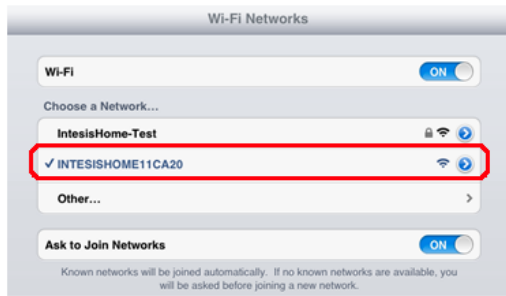 Wi-Fi Networks
Wi-Fi
ON
Choose a Network...
IntesisHome-Test
✓ INTESISHOME11CA20
Other...
Ask to Join Networks
ON
Known networks will be joined automatically. If no known networks are available, you
will be asked before joining a new network.